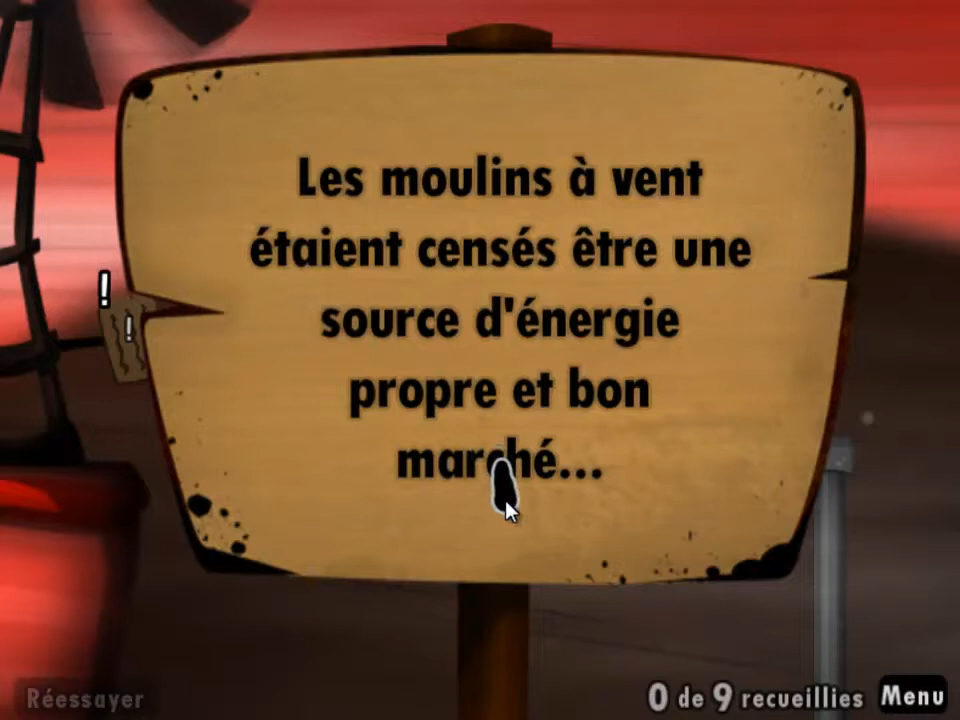 Les moulins à vent
étaient censés être une
source d'énergie
propre et bon
marché...
!
!
Réessayer
0 de 9 recueillies
Menu